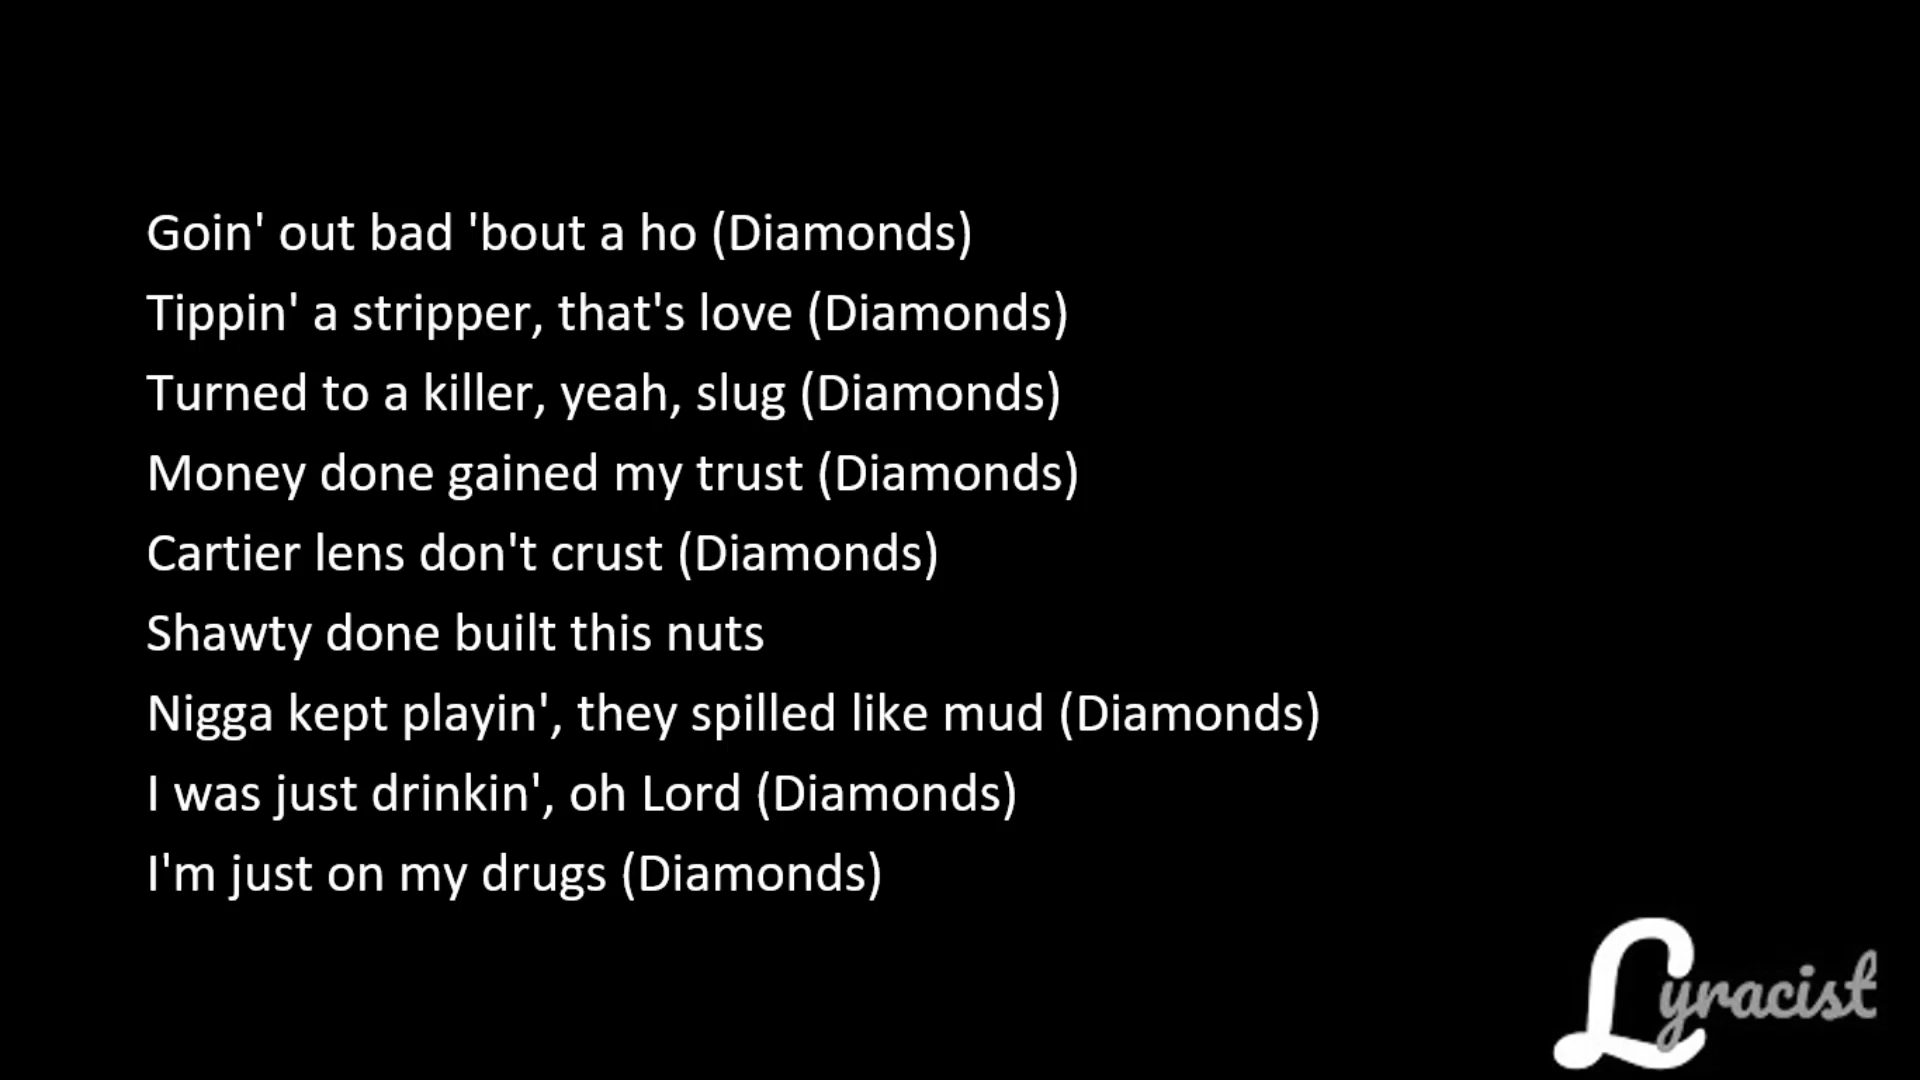 Goin' out bad 'bout a ho (Diamonds)
Tippin' a stripper, that's love (Diamonds)
Turned to a killer, yeah, slug (Diamonds)
Money done gained my trust (Diamonds)
Cartier lens don't crust (Diamonds)
Shawty done built this nuts
Nigga kept playin', they spilled like mud (Diamonds)
I was just drinkin', oh Lord (Diamonds)
I'm just on my drugs (Diamonds)
Lyracist